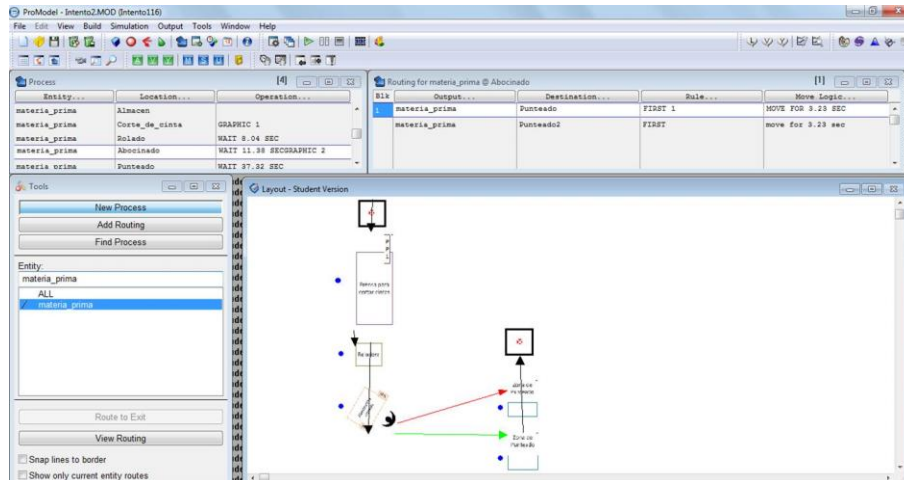 ProModel - Intento2.MOD (Intento116)
File Edit View Build Simulation Output Tools Window Help
Process [4]
Entity... Location... Operation...
materia_prima Almacen
materia_prima Corte_de_cinta GRAPHIC 1
materia_prima Rolado WAIT 8.04 SEC
materia_prima Abocinado WAIT 11.38 SECGRAPHIC 2
materia_prima Punteado WAIT 37.32 SEC
Routing for materia_prima @ Abocinado [1]
Blk Output... Destination... Rule... Move Logic...
1 materia_prima Punteado FIRST 1 MOVE FOR 3.23 SEC
materia_prima Punteado2 FIRST move for 3.23 sec
Tools
New Process
Add Routing
Find Process
Entity:
materia_prima
ALL
materia_prima
Route to Exit
View Routing
Snap lines to border
Show only current entity routes
Layout - Student Version
Zona de
Punteado